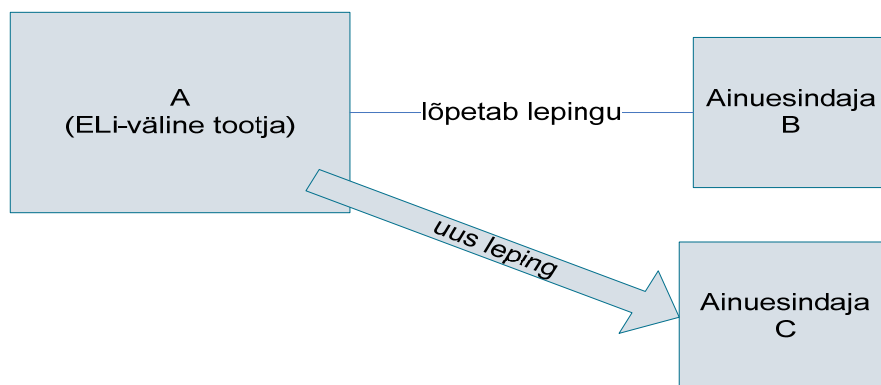 A
(ELi-väline tootja)
lõpetab lepingu
Ainuesindaja
B
uus leping
Ainuesindaja
C